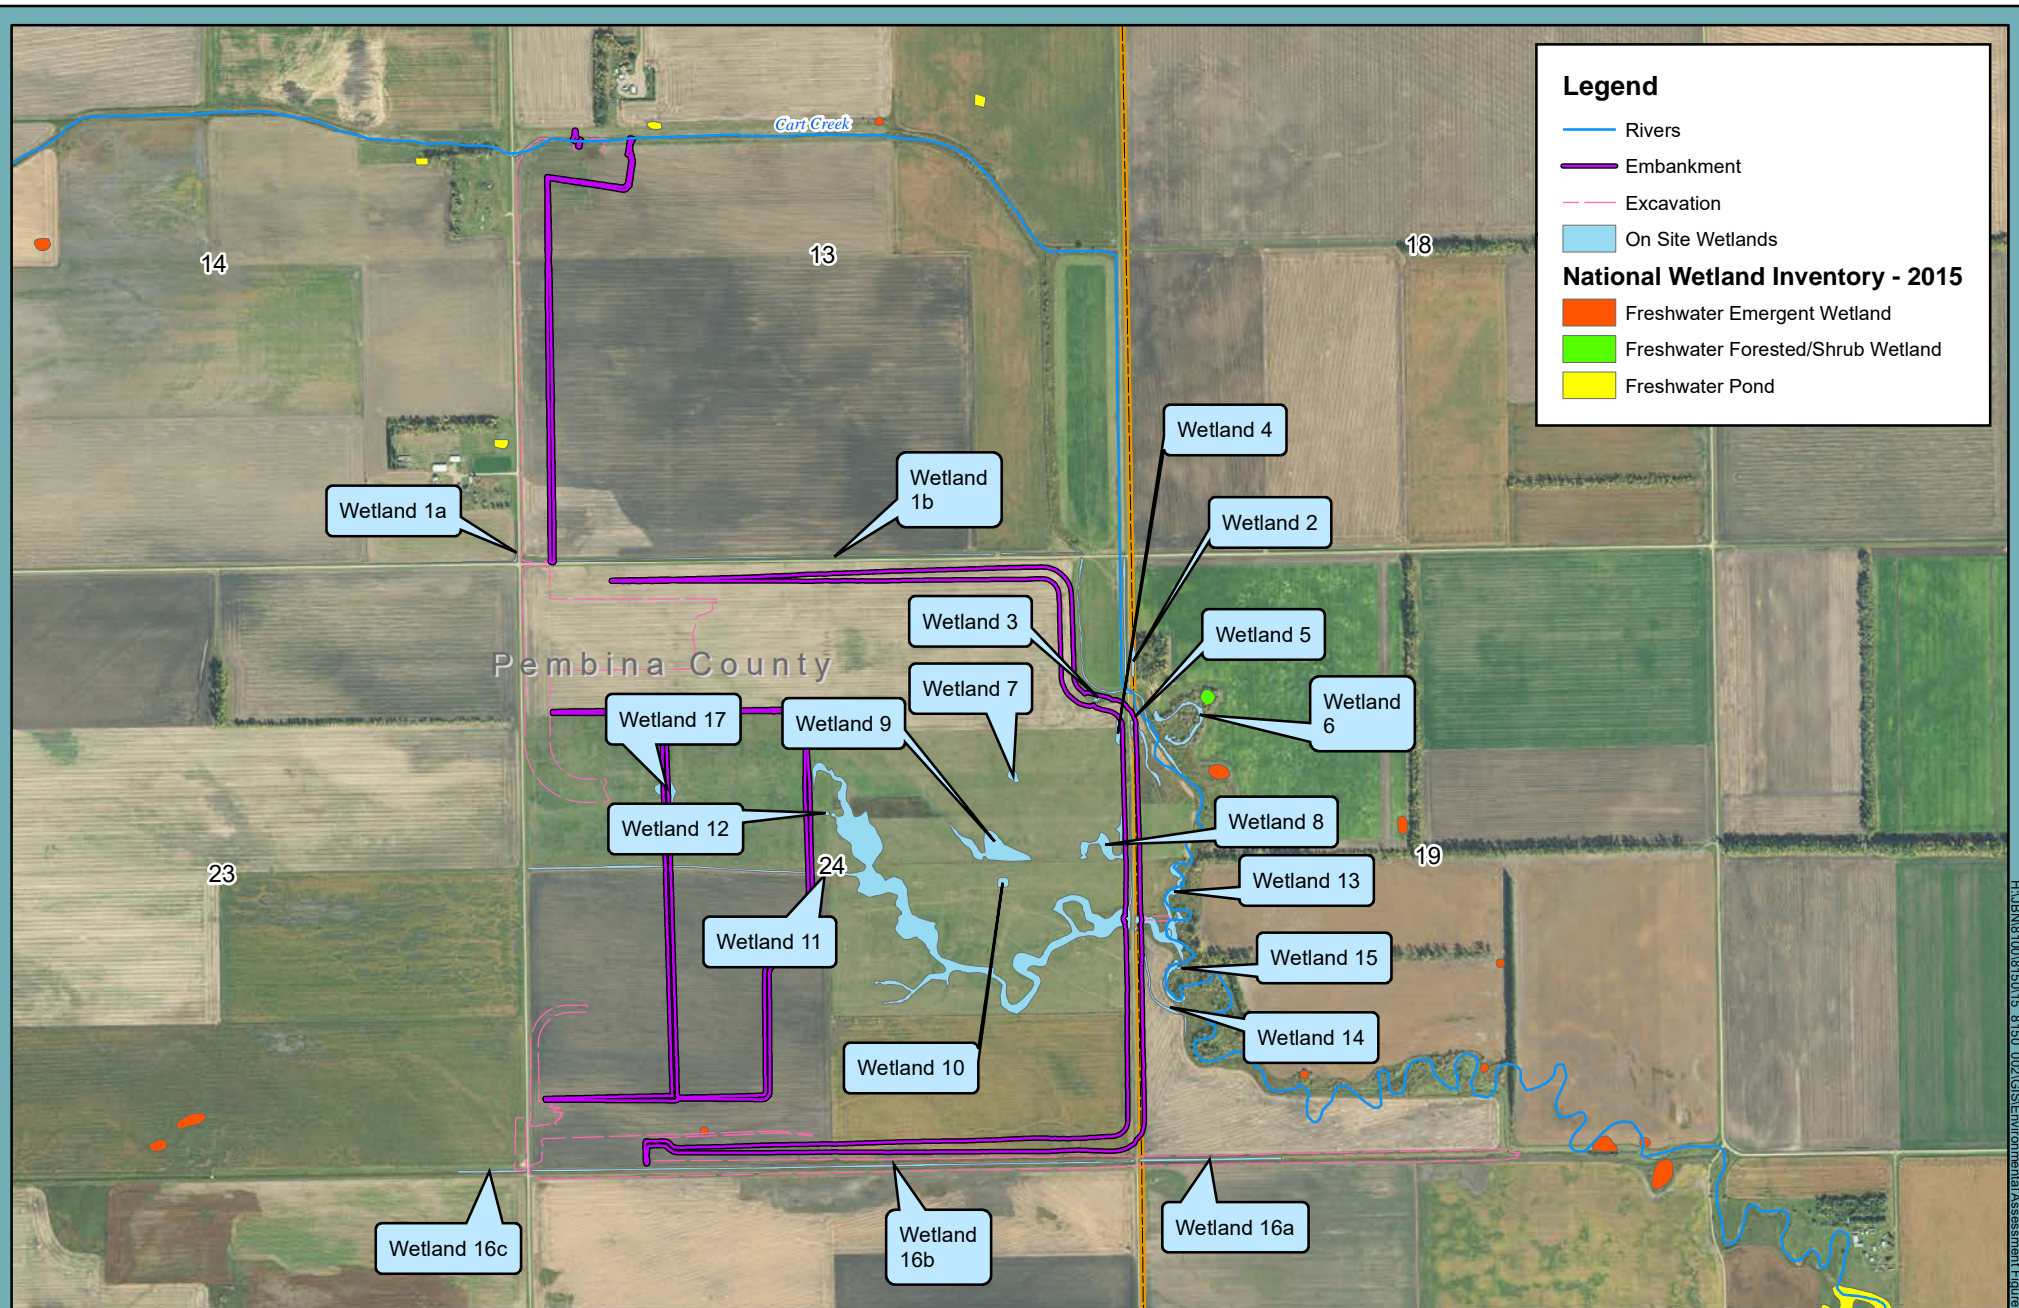 Legend
Rivers
Embankment
Excavation
On Site Wetlands
National Wetland Inventory - 2015
Freshwater Emergent Wetland
Freshwater Forested/Shrub Wetland
Freshwater Pond
Cart Creek
14
13
18
Wetland 4
Wetland
1b
Wetland 1a
Wetland 2
Wetland 3
Wetland 5
Pembina County
Wetland 7
Wetland
6
Wetland 17
Wetland 9
Wetland 12
Wetland 8
23
24
19
Wetland 13
Wetland 11
Wetland 15
Wetland 14
Wetland 10
Wetland 16c
Wetland
16b
Wetland 16a